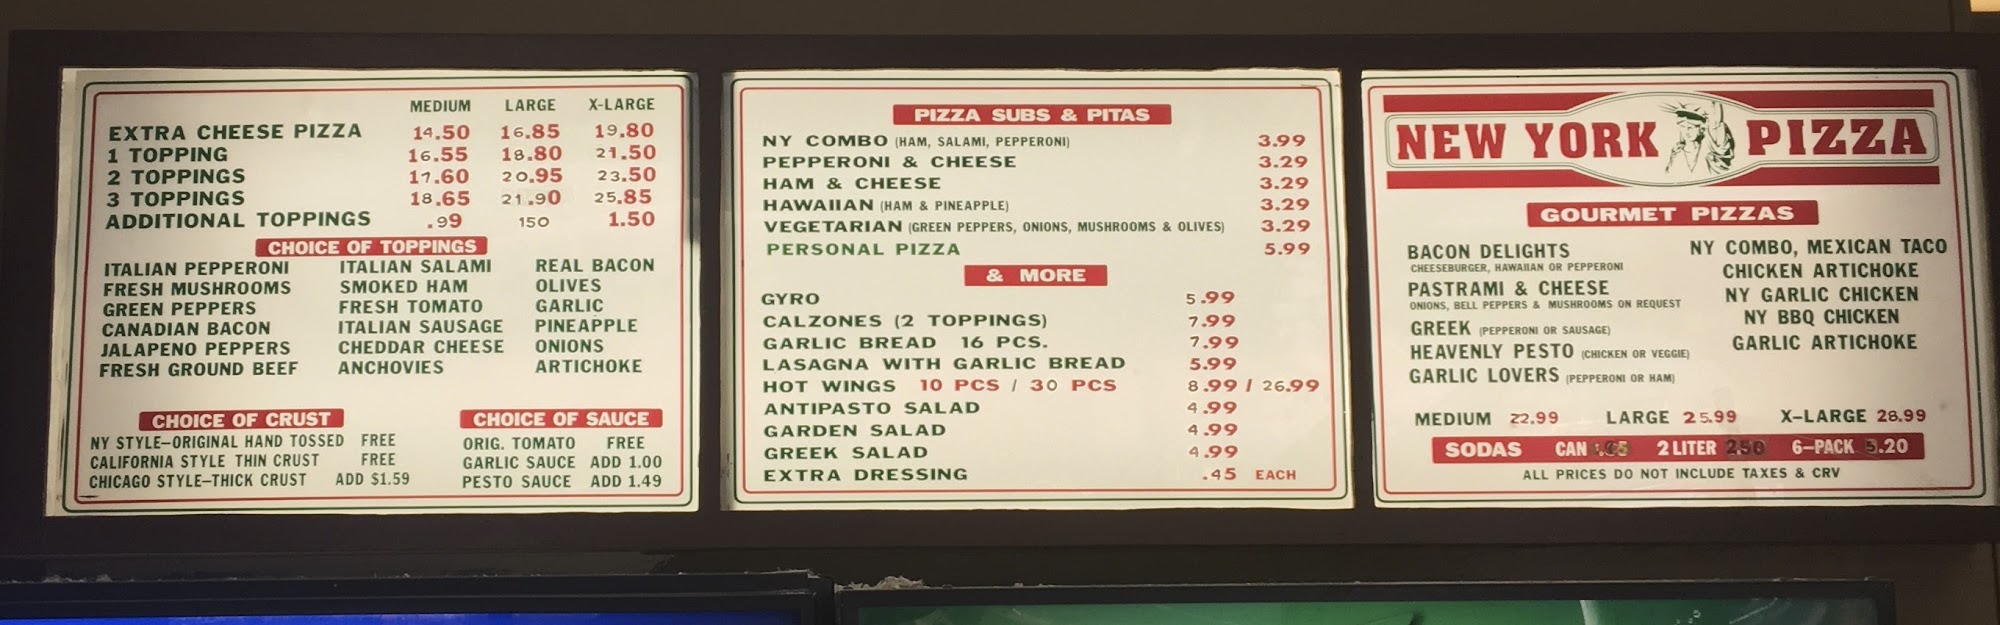 MEDIUM LARGE X-LARGE
EXTRA CHEESE PIZZA 14.50 16.85 19.80
1 TOPPING 16.55 18.80 21.50
2 TOPPINGS 17.60 20.95 23.50
3 TOPPINGS 18.65 21.90 25.85
ADDITIONAL TOPPINGS .99 150 1.50
CHOICE OF TOPPINGS
ITALIAN PEPPERONI ITALIAN SALAMI REAL BACON
FRESH MUSHROOMS SMOKED HAM OLIVES
GREEN PEPPERS FRESH TOMATO GARLIC
CANADIAN BACON ITALIAN SAUSAGE PINEAPPLE
JALAPENO PEPPERS CHEDDAR CHEESE ONIONS
FRESH GROUND BEEF ANCHOVIES ARTICHOKE
CHOICE OF CRUST
NY STYLE-ORIGINAL HAND TOSSED FREE
CALIFORNIA STYLE THIN CRUST FREE
CHICAGO STYLE-THICK CRUST ADD $1.59
CHOICE OF SAUCE
ORIG. TOMATO FREE
GARLIC SAUCE ADD 1.00
PESTO SAUCE ADD 1.49
PIZZA SUBS & PITAS
NY COMBO (HAM, SALAMI, PEPPERONI) 3.99
PEPPERONI & CHEESE 3.29
HAM & CHEESE 3.29
HAWAIIAN (HAM & PINEAPPLE) 3.29
VEGETARIAN (GREEN PEPPERS, ONIONS, MUSHROOMS & OLIVES) 3.29
PERSONAL PIZZA 5.99
& MORE
GYRO 5.99
CALZONES (2 TOPPINGS) 7.99
GARLIC BREAD 16 PCS. 7.99
LASAGNA WITH GARLIC BREAD 5.99
HOT WINGS 10 PCS / 30 PCS 8.99 / 26.99
ANTIPASTO SALAD 4.99
GARDEN SALAD 4.99
GREEK SALAD 4.99
EXTRA DRESSING .45 EACH
NEW YORK PIZZA
GOURMET PIZZAS
BACON DELIGHTS
CHEESEBURGER, HAWAIIAN OR PEPPERONI
PASTRAMI & CHEESE
ONIONS, BELL PEPPERS & MUSHROOMS ON REQUEST
GREEK (PEPPERONI OR SAUSAGE)
HEAVENLY PESTO (CHICKEN OR VEGGIE)
GARLIC LOVERS (PEPPERONI OR HAM)
NY COMBO, MEXICAN TACO
CHICKEN ARTICHOKE
NY GARLIC CHICKEN
NY BBQ CHICKEN
GARLIC ARTICHOKE
MEDIUM 22.99 LARGE 25.99 X-LARGE 28.99
SODAS CAN 2 LITER 2.50 6-PACK 5.20
ALL PRICES DO NOT INCLUDE TAXES & CRV